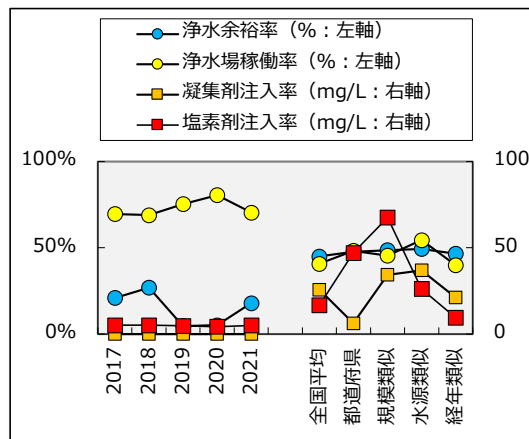 浄水余裕率（%：左軸）
浄水場稼働率（%：左軸）
凝集剤注入率（mg/L：右軸）
塩素剤注入率（mg/L：右軸）
100%
100
50%
50
0%
0
2017
2018
2019
2020
2021
全国平均
都道府県
規模類似
水源類似
経年類似